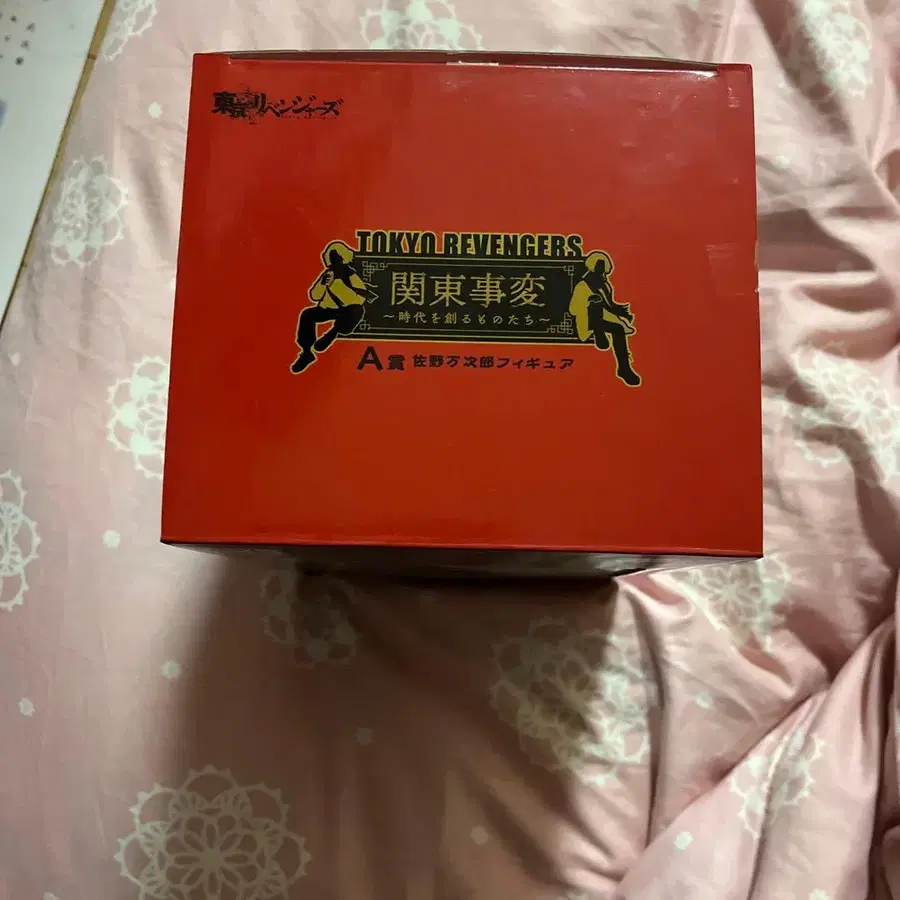 東京リベンジャーズ
TOKYO REVENGERS
関東事変
～時代を創るものたち～
A賞 佐野万次郎フィギュア